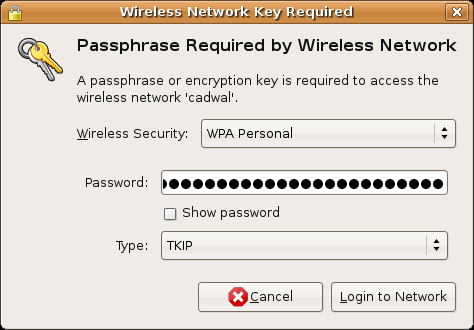 Wireless Network Key Required
Passphrase Required by Wireless Network
A passphrase or encryption key is required to access the
wireless network 'cadwal'.
Wireless Security: WPA Personal
Password: ●●●●●●●●●●●●●●●●●●●●●●●●
Show password
Type: TKIP
Cancel Login to Network